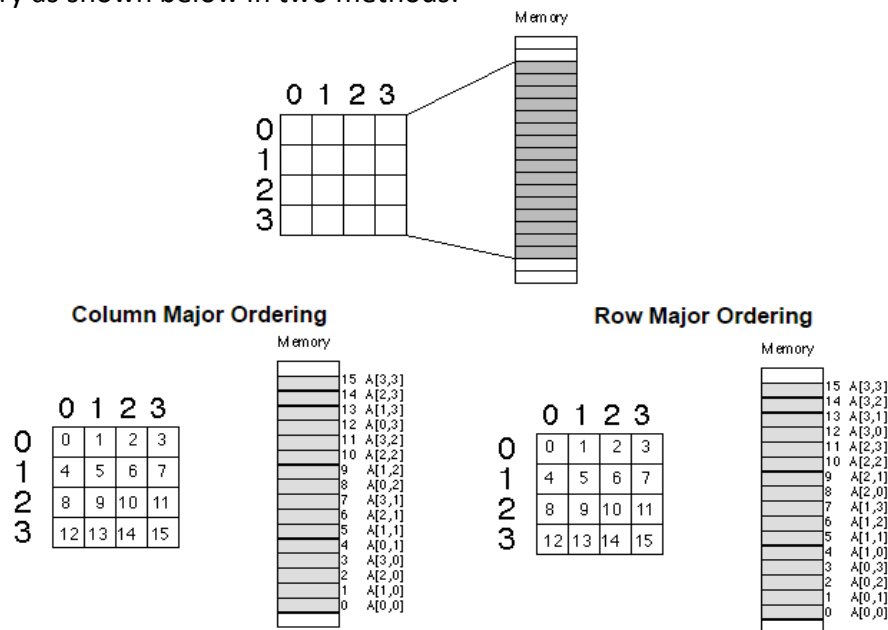 Memory
0 1 2 3
0
1
2
3
Column Major Ordering
Memory
15 A[3,3]
14 A[2,3]
13 A[1,3]
12 A[0,3]
11 A[3,2]
10 A[2,2]
9 A[1,2]
8 A[0,2]
7 A[3,1]
6 A[2,1]
5 A[1,1]
4 A[0,1]
3 A[3,0]
2 A[2,0]
1 A[1,0]
0 A[0,0]
0 1 2 3
0 0 1 2 3
1 4 5 6 7
2 8 9 10 11
3 12 13 14 15
Row Major Ordering
Memory
15 A[3,3]
14 A[3,2]
13 A[3,1]
12 A[3,0]
11 A[2,3]
10 A[2,2]
9 A[2,1]
8 A[2,0]
7 A[1,3]
6 A[1,2]
5 A[1,1]
4 A[1,0]
3 A[0,3]
2 A[0,2]
1 A[0,1]
0 A[0,0]
0 1 2 3
0 0 1 2 3
1 4 5 6 7
2 8 9 10 11
3 12 13 14 15